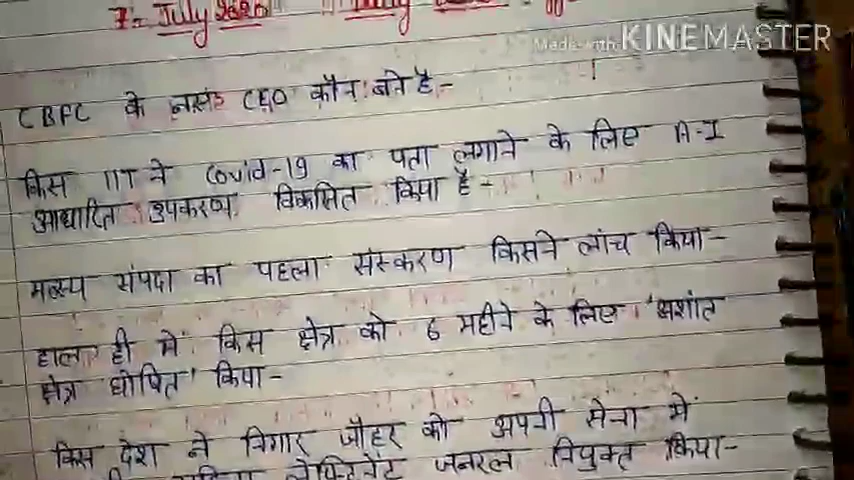 7- July 2020
Made with KINEMASTER
CBFC के नए CEO कौन बने है-
किस IIT ने Covid-19 का पता लगाने के लिए A-I
आधारित उपकरण विकसित किया है-
मत्स्य संपदा का पहला संस्करण किसने लांच किया-
हाल ही में किस क्षेत्र को 6 महीने के लिए 'अशांत
क्षेत्र घोषित' किया-
किस देश ने निगार जौहर को अपनी सेना में
लेफ्टिनेंट जनरल नियुक्त किया-